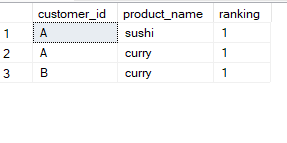 customer_id product_name ranking
1 A sushi 1
2 A curry 1
3 B curry 1